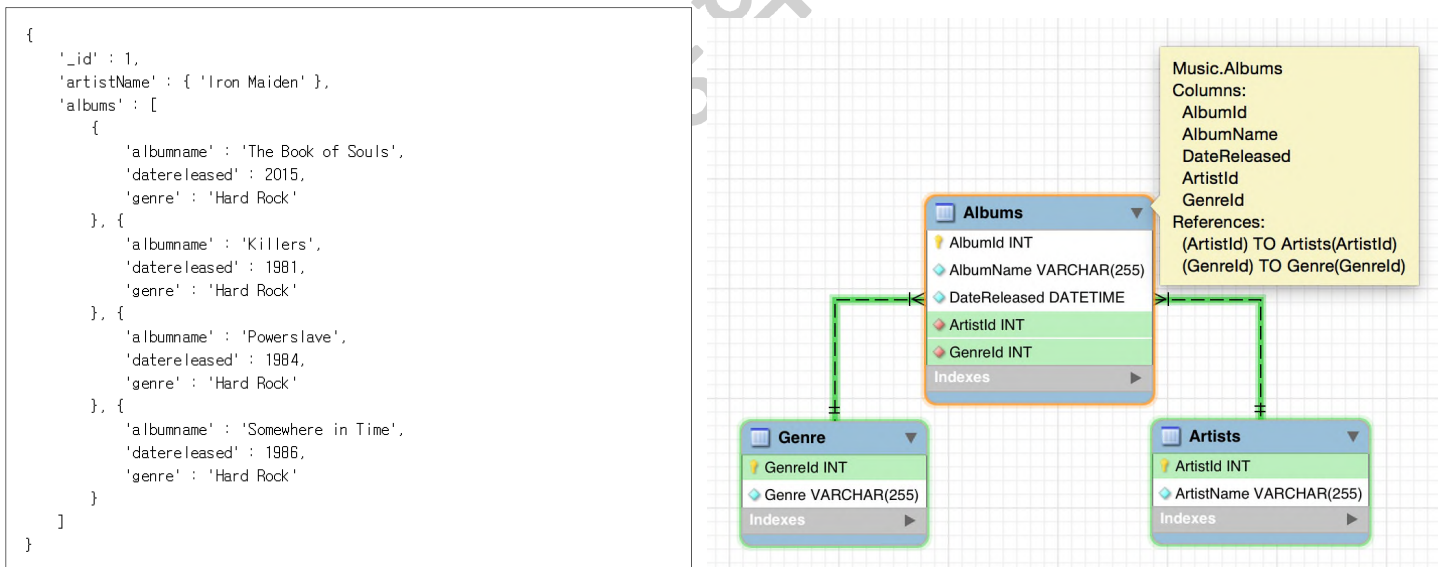 {
'_id' : 1,
'artistName' : { 'Iron Maiden' },
'albums' : [
{
'albumname' : 'The Book of Souls',
'datereleased' : 2015,
'genre' : 'Hard Rock'
}, {
'albumname' : 'Killers',
'datereleased' : 1981,
'genre' : 'Hard Rock'
}, {
'albumname' : 'Powerslave',
'datereleased' : 1984,
'genre' : 'Hard Rock'
}, {
'albumname' : 'Somewhere in Time',
'datereleased' : 1986,
'genre' : 'Hard Rock'
}
]
}
Music.Albums
Columns:
AlbumId
AlbumName
DateReleased
ArtistId
GenreId
References:
(ArtistId) TO Artists(ArtistId)
(GenreId) TO Genre(GenreId)
Albums
AlbumId INT
AlbumName VARCHAR(255)
DateReleased DATETIME
ArtistId INT
GenreId INT
Indexes
Genre
GenreId INT
Genre VARCHAR(255)
Indexes
Artists
ArtistId INT
ArtistName VARCHAR(255)
Indexes